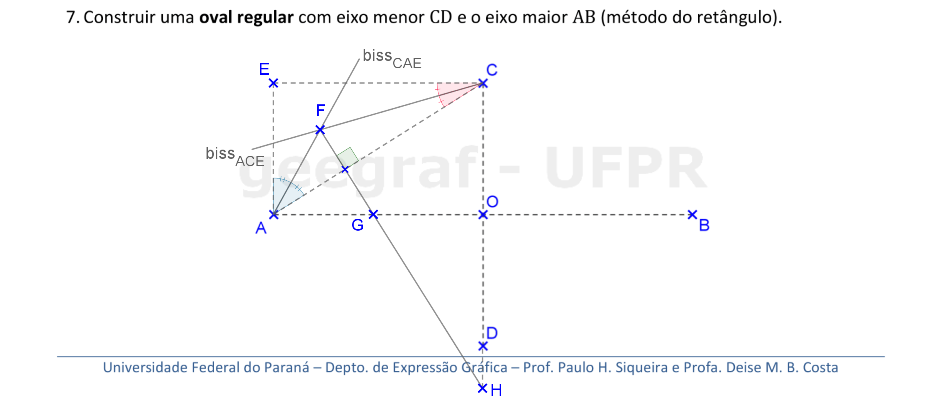 7. Construir uma oval regular com eixo menor CD e o eixo maior AB (método do retângulo).
biss CAE
E
C
F
biss ACE
geegraf - UFPR
O
A
G
B
D
Universidade Federal do Paraná – Depto. de Expressão Gráfica – Prof. Paulo H. Siqueira e Profa. Deise M. B. Costa
H